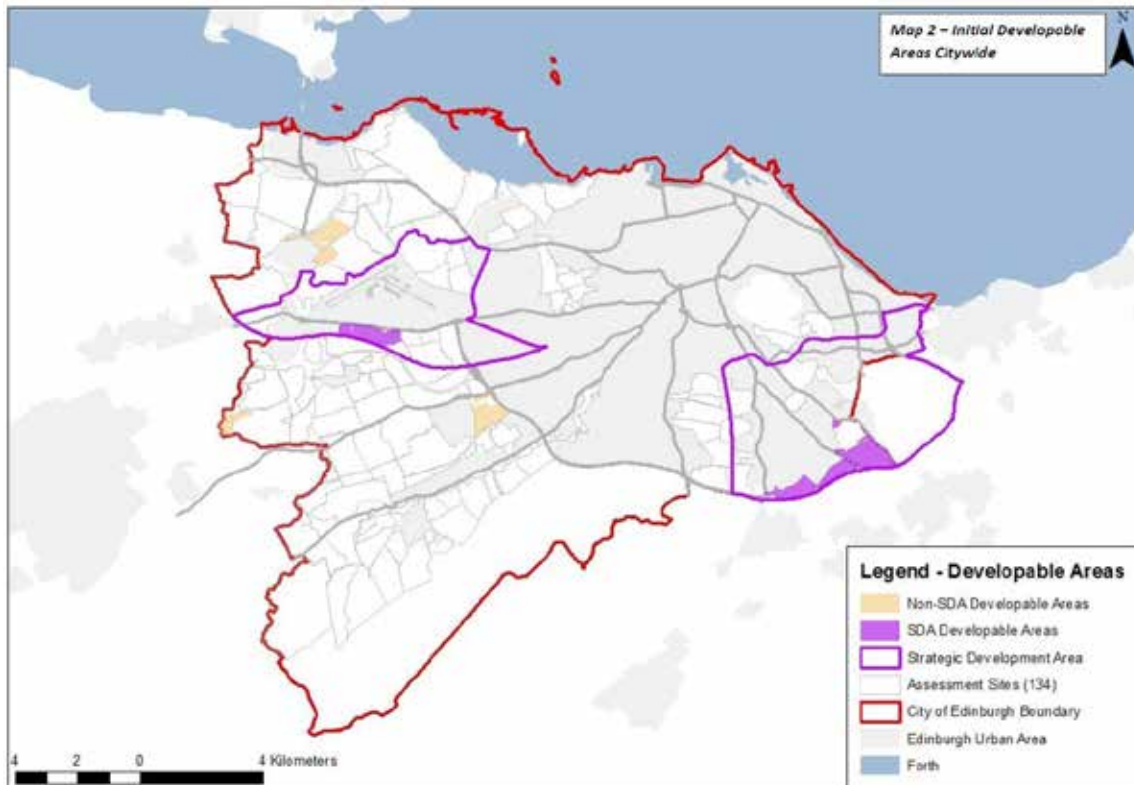 Map 2 – Initial Developable
Areas Citywide
N
Legend - Developable Areas
Non-SDA Developable Areas
SDA Developable Areas
Strategic Development Area
Assessment Sites (134)
City of Edinburgh Boundary
Edinburgh Urban Area
Forth
4 2 0 4 Kilometers